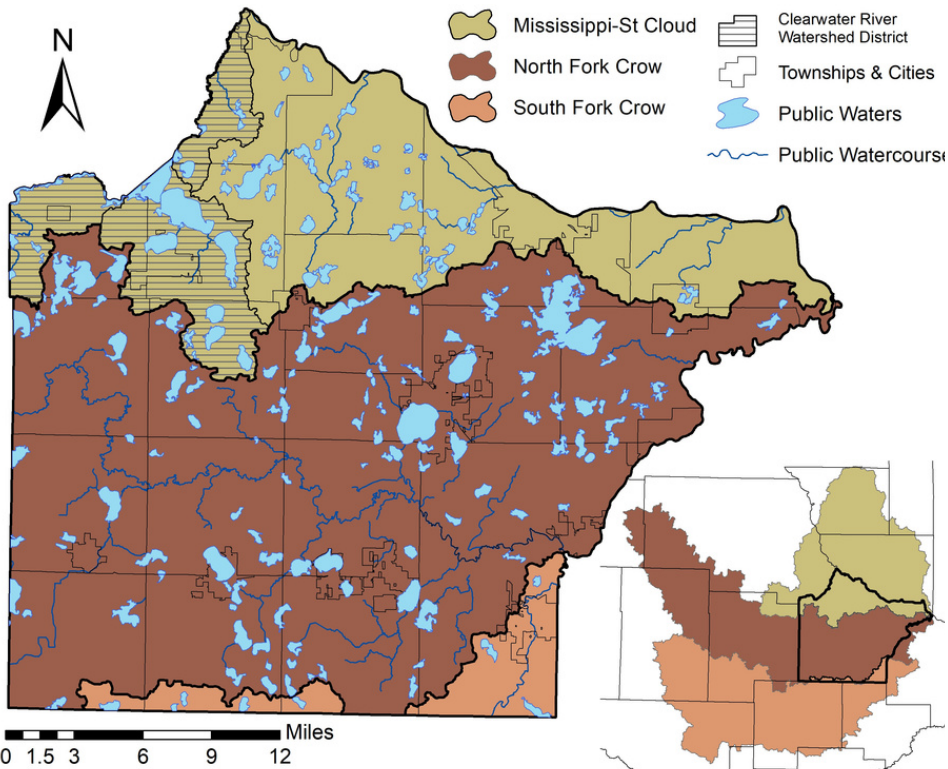 N
Mississippi-St Cloud
North Fork Crow
South Fork Crow
Clearwater River
Watershed District
Townships & Cities
Public Waters
Public Watercourse
Miles
0 1.5 3 6 9 12